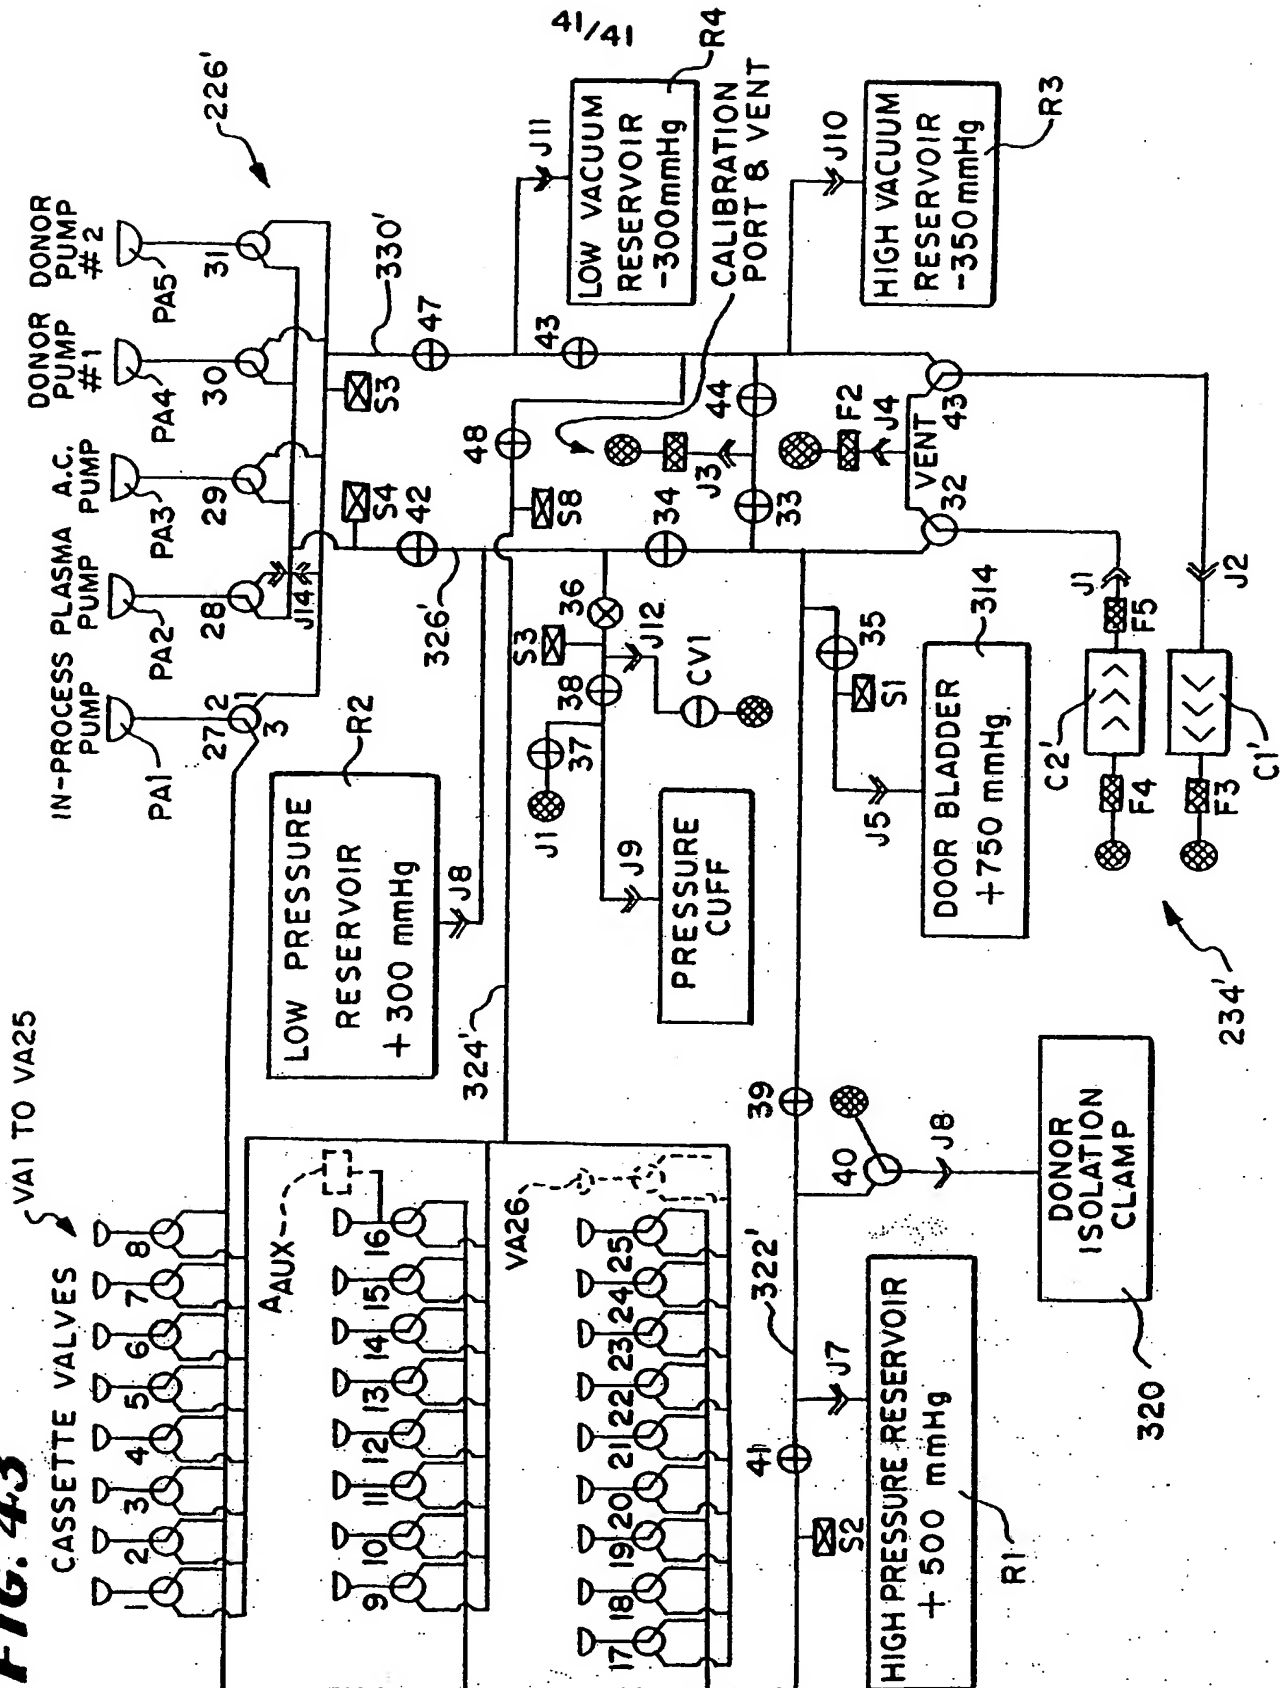 41/41
FIG. 43
VA1 TO VA25
CASSETTE VALVES
1
2
3
4
5
6
7
8
AAUX
9
10
11
12
13
14
15
16
VA26
17
18
19
20
21
22
23
24
25
IN-PROCESS
PUMP
PLASMA
PUMP
A.C.
PUMP
DONOR
PUMP
#1
DONOR
PUMP
#2
226'
PA1
PA2
PA3
PA4
PA5
27
2
1
3
28
29
30
31
J14
S4
S3
42
47
330'
326'
LOW PRESSURE
RESERVOIR
+300 mmHg
R2
J8
324'
48
S8
43
J11
LOW VACUUM
RESERVOIR
-300mmHg
R4
CALIBRATION
PORT & VENT
S3
36
J12
CV1
38
37
J1
J9
PRESSURE
CUFF
34
33
44
J3
F2
J4
VENT
32
43
J10
HIGH VACUUM
RESERVOIR
-350mmHg
R3
35
S1
J5
DOOR BLADDER
+750 mmHg
314
J1
F5
C2'
F4
J2
C1'
F3
234'
39
40
J8
DONOR
ISOLATION
CLAMP
320
322'
41
S2
J7
HIGH PRESSURE RESERVOIR
+500 mmHg
R1